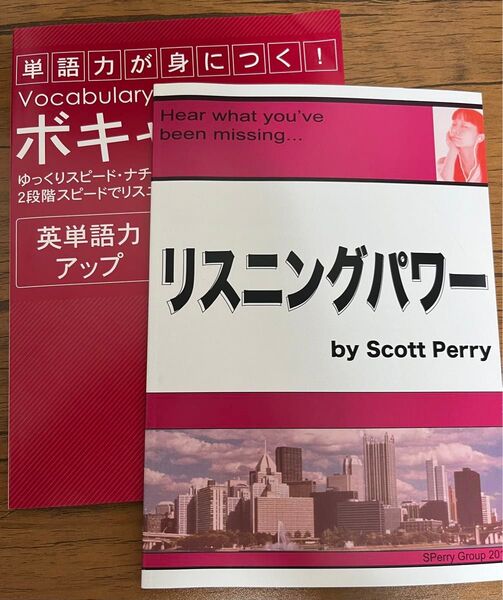 単語力が身につく!
Vocabulary
ボキ
ゆっくりスピード・ナチ
2段階スピードでリスニ
英単語力
アップ
Hear what you've
been missing...
リスニングパワー
by Scott Perry
SPerry Group 201